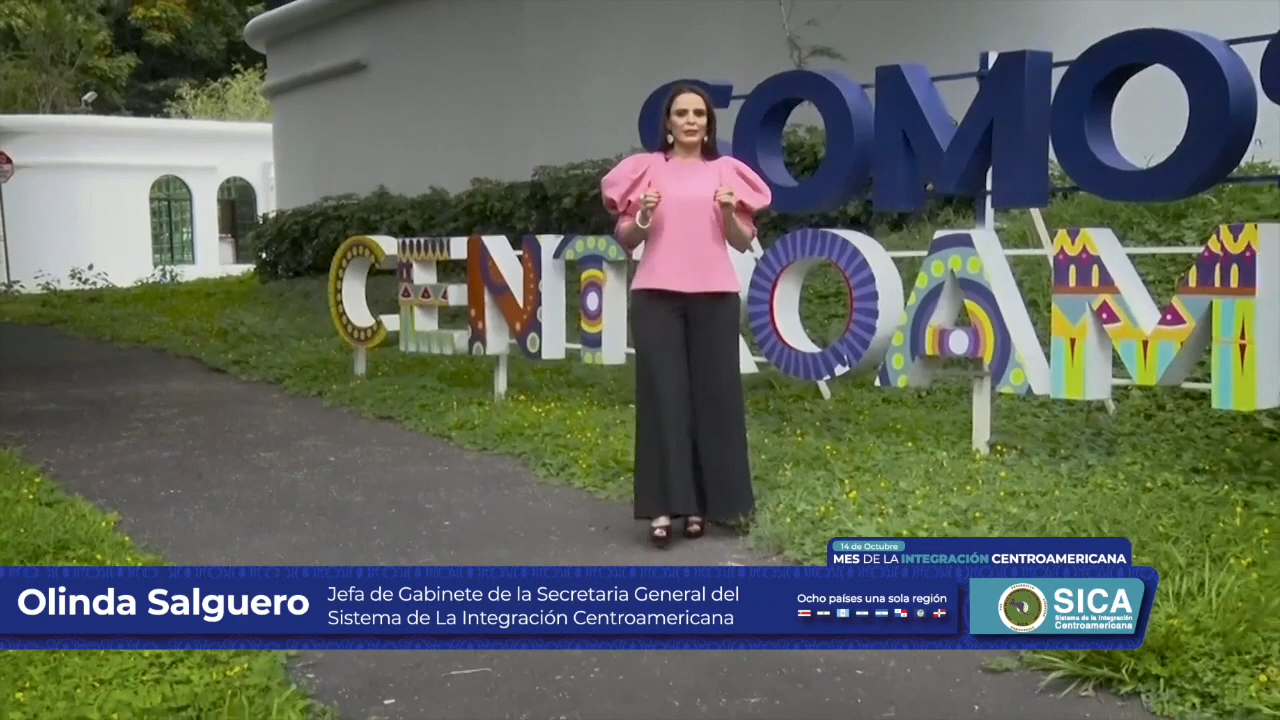 SOMOS
CENTROAM
14 de Octubre
MES DE LA INTEGRACIÓN CENTROAMERICANA
Olinda Salguero
Jefa de Gabinete de la Secretaria General del
Sistema de La Integración Centroamericana
Ocho países una sola región
SICA
Sistema de la Integración
Centroamericana